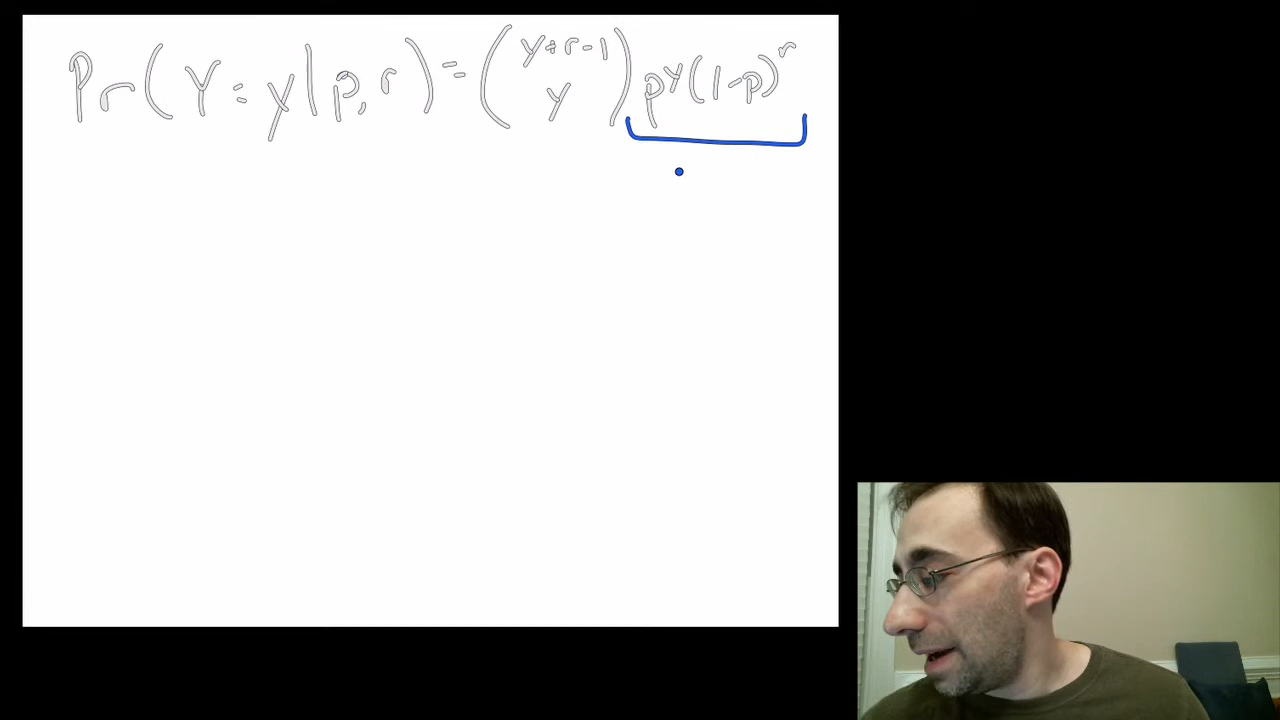 Pr(Y=y|p,r) = (y+r-1 y) p^y(1-p)^r